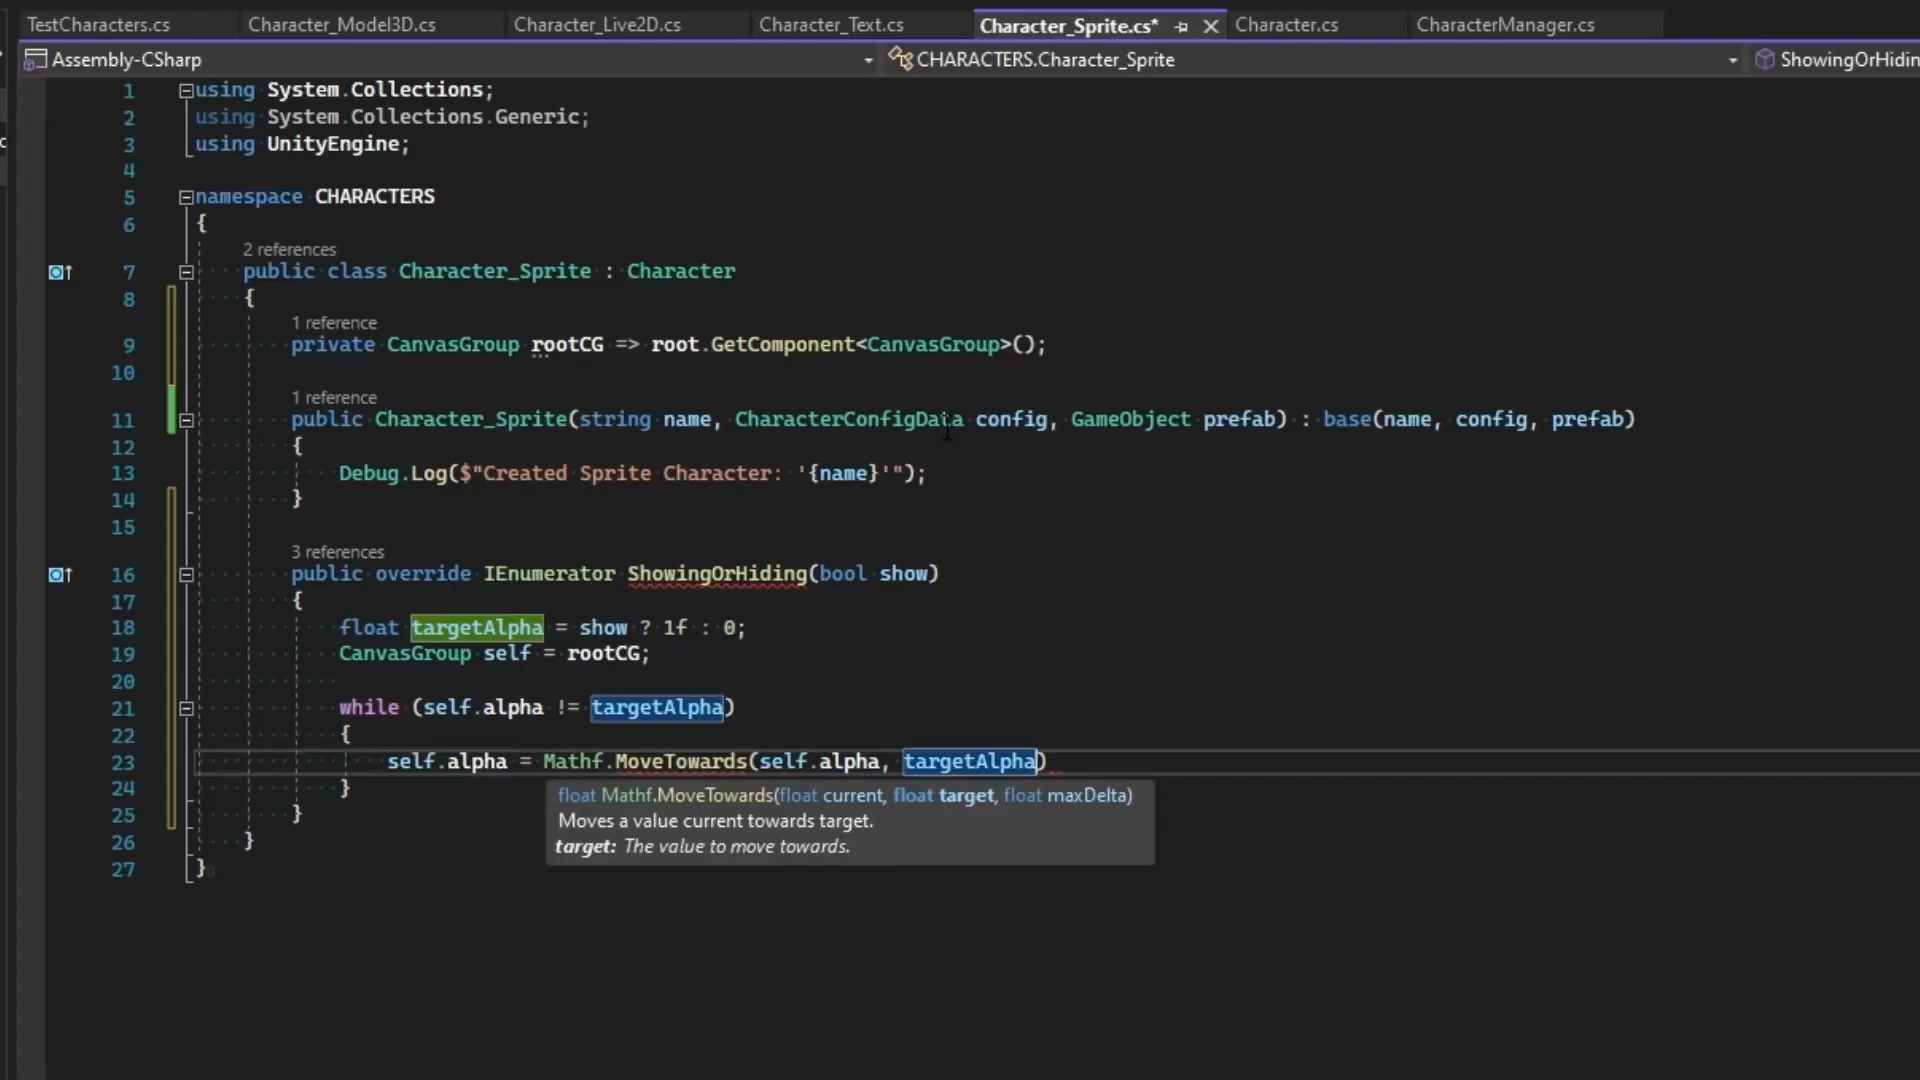 TestCharacters.cs Character_Model3D.cs Character_Live2D.cs Character_Text.cs Character_Sprite.cs* Character.cs CharacterManager.cs
Assembly-CSharp CHARACTERS.Character_Sprite ShowingOrHidin
1 using System.Collections;
2 using System.Collections.Generic;
3 using UnityEngine;
4
5 namespace CHARACTERS
6 {
2 references
7 public class Character_Sprite : Character
8 {
1 reference
9 private CanvasGroup rootCG => root.GetComponent<CanvasGroup>();
10
1 reference
11 public Character_Sprite(string name, CharacterConfigData config, GameObject prefab) : base(name, config, prefab)
12 {
13 Debug.Log($"Created Sprite Character: '{name}'");
14 }
15
3 references
16 public override IEnumerator ShowingOrHiding(bool show)
17 {
18 float targetAlpha = show ? 1f : 0;
19 CanvasGroup self = rootCG;
20
21 while (self.alpha != targetAlpha)
22 {
23 self.alpha = Mathf.MoveTowards(self.alpha, targetAlpha)
24 }
float Mathf.MoveTowards(float current, float target, float maxDelta)
25 }
Moves a value current towards target.
26 }
target: The value to move towards.
27 }